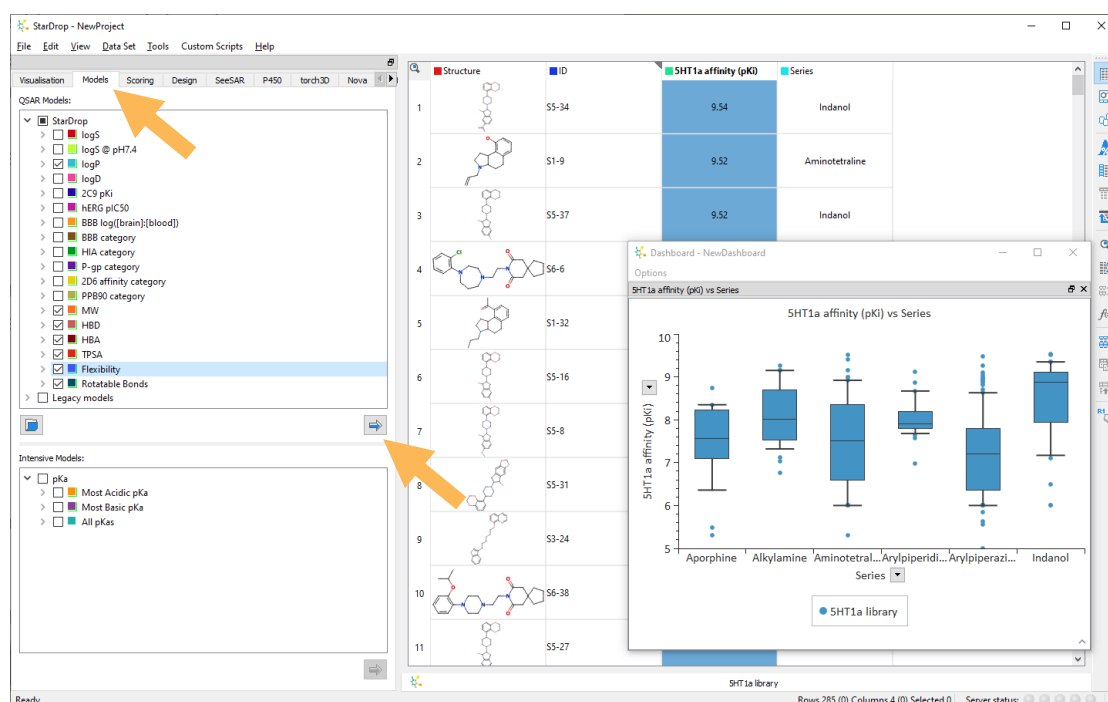 StarDrop - NewProject
File Edit View Data Set Tools Custom Scripts Help
Visualisation Models Scoring Design SeeSAR P450 torch3D Nova
QSAR Models:
StarDrop
logS
logS @ pH7.4
logP
logD
2C9 pKi
hERG pIC50
BBB log([brain]:[blood])
BBB category
HIA category
P-gp category
2D6 affinity category
PPB90 category
MW
HBD
HBA
TPSA
Flexibility
Rotatable Bonds
Legacy models
Intensive Models:
pKa
Most Acidic pKa
Most Basic pKa
All pKas
Structure ID 5HT1a affinity (pKi) Series
1 S5-34 9.54 Indanol
2 S1-9 9.52 Aminotetraline
3 S5-37 9.52 Indanol
4 S6-6
5 S1-32
6 S5-16
7 S5-8
8 S5-31
9 S3-24
10 S6-38
11 S5-27
Dashboard - NewDashboard
Options
5HT1a affinity (pKi) vs Series
5HT1a affinity (pKi) vs Series
5HT1a affinity (pKi)
10
9
8
7
6
5
Aporphine Alkylamine Aminotetral... Arylpiperidi... Arylpiperazi... Indanol
Series
5HT1a library
5HT1a library
Ready
Rows 285 (0) Columns 4 (0) Selected 0 Server status: